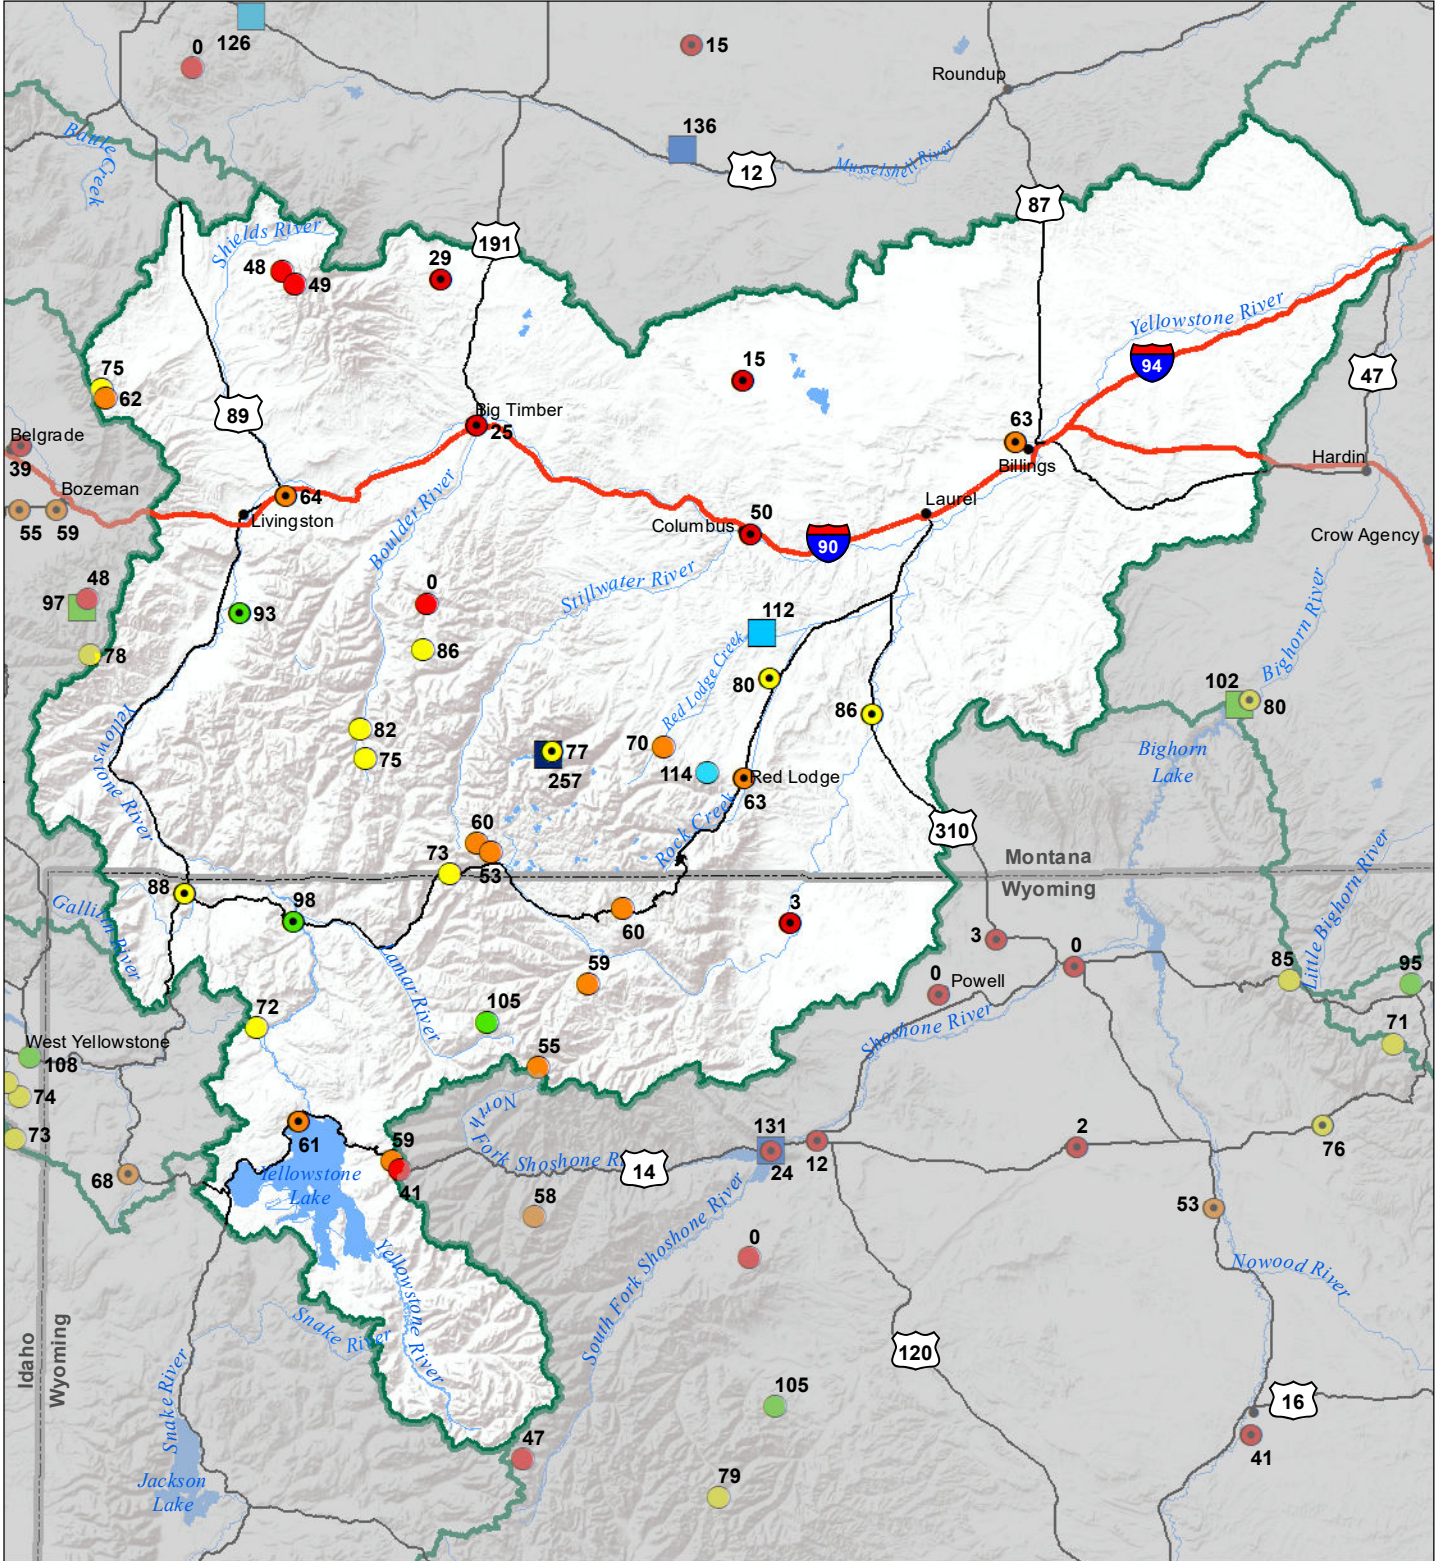 0
126
15
Roundup
Battle Creek
136
12
Musselshell River
87
Shields River
191
48
49
29
Yellowstone River
94
15
75
62
47
89
Big Timber
25
63
Billings
Belgrade
39
Hardin
Bozeman
64
Livingston
55
59
Boulder River
Laurel
50
Columbus
90
Crow Agency
Stillwater River
48
97
0
93
112
Bighorn River
86
78
Red Lodge Creek
80
102
80
86
Yellowstone River
82
75
77
257
70
114
Red Lodge
63
Bighorn
Lake
60
53
73
Rock Creek
310
Little Bighorn River
Montana
Wyoming
88
98
Gallatin River
60
3
3
0
Lamar River
59
0
Powell
85
95
105
72
Shoshone River
71
West Yellowstone
108
55
74
North Fork Shoshone R
73
61
59
41
131
24
12
2
76
14
68
Yellowstone
Lake
58
53
0
South Fork Shoshone River
Yellowstone River
Nowood River
Snake River
Idaho
Wyoming
120
Snake River
105
16
41
47
Jackson
Lake
79